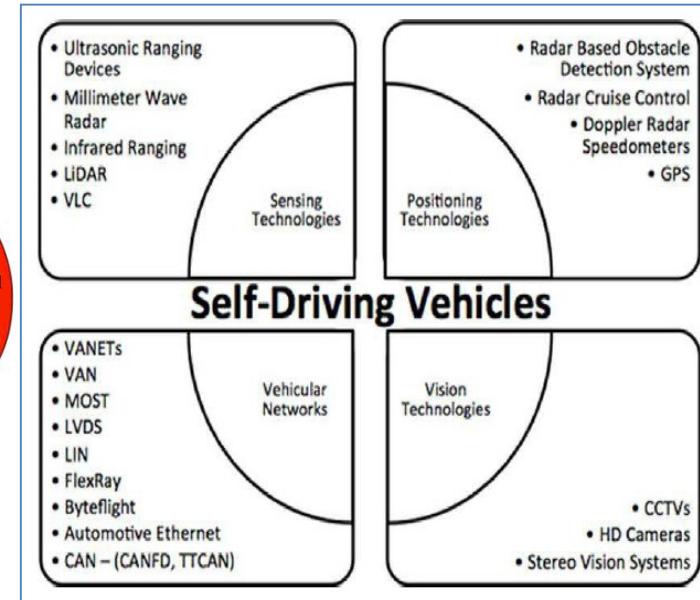 • Ultrasonic Ranging
Devices
• Millimeter Wave
Radar
• Infrared Ranging
• LiDAR
• VLC
Sensing
Technologies
• Radar Based Obstacle
Detection System
• Radar Cruise Control
• Doppler Radar
Speedometers
• GPS
Positioning
Technologies
Self-Driving Vehicles
• VANETs
• VAN
• MOST
• LVDS
• LIN
• FlexRay
• Byteflight
• Automotive Ethernet
• CAN – (CANFD, TTCAN)
Vehicular
Networks
Vision
Technologies
• CCTVs
• HD Cameras
• Stereo Vision Systems